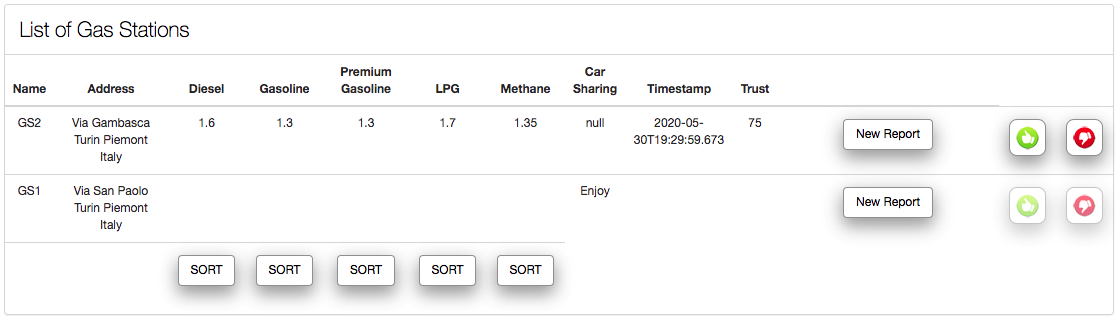 List of Gas Stations
Name Address Diesel Gasoline Premium Gasoline LPG Methane Car Sharing Timestamp Trust
GS2 Via Gambasca 1.6 1.3 1.3 1.7 1.35 null 2020-05- 75 New Report
Turin Piemont 30T19:29:59.673
Italy
GS1 Via San Paolo Enjoy New Report
Turin Piemont
Italy
SORT SORT SORT SORT SORT